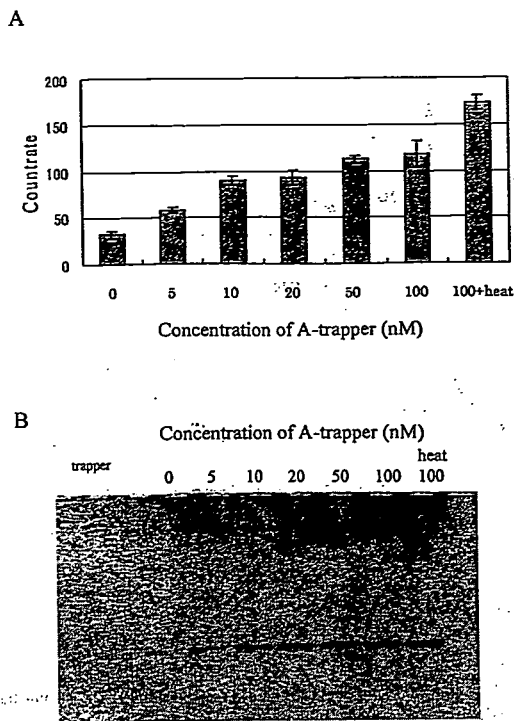 A
200
150
100
50
0
Countrate
0 5 10 20 50 100 100+heat
Concentration of A-trapper (nM)
B
Concentration of A-trapper (nM)
heat
trapper 0 5 10 20 50 100 100